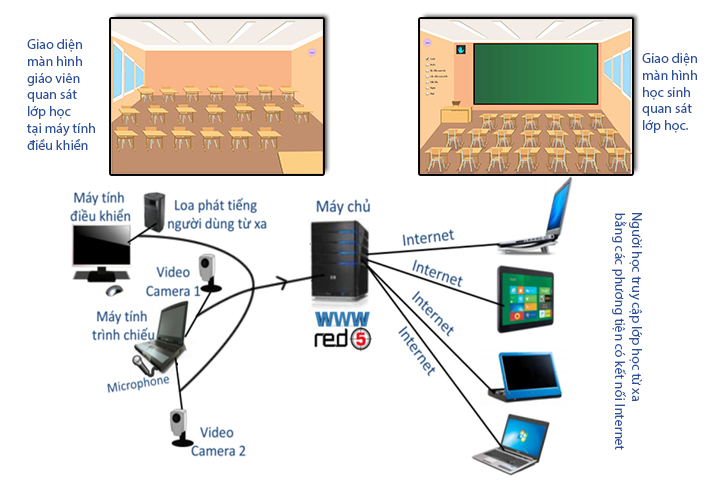 Giao diện
màn hình
giáo viên
quan sát
lớp học
tại máy tính
điều khiển
Giao diện
màn hình
học sinh
quan sát
lớp học.
Máy tính
điều khiển
Loa phát tiếng
người dùng từ xa
Máy chủ
Video
Camera 1
Máy tính
trình chiếu
Microphone
Video
Camera 2
www
red5
Internet
Internet
Internet
Internet
Người học truy cập lớp học từ xa
bằng các phương tiện có kết nối Internet